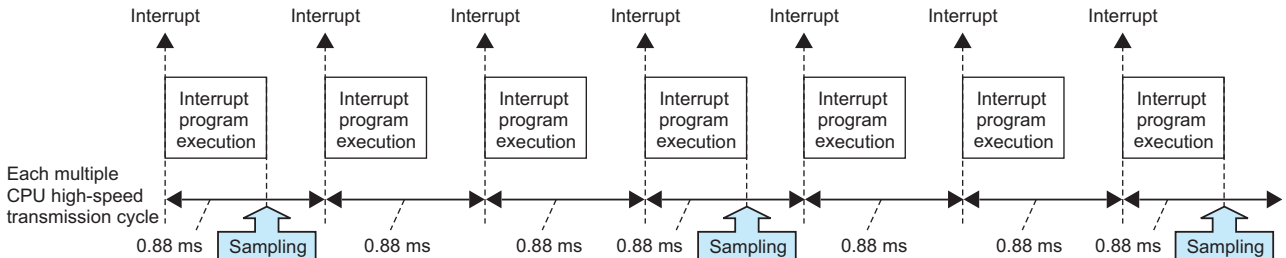 Interrupt Interrupt Interrupt Interrupt Interrupt Interrupt Interrupt
Interrupt program execution
Interrupt program execution
Interrupt program execution
Interrupt program execution
Interrupt program execution
Interrupt program execution
Interrupt program execution
Each multiple
CPU high-speed
transmission cycle
0.88 ms Sampling 0.88 ms 0.88 ms 0.88 ms Sampling 0.88 ms 0.88 ms 0.88 ms Sampling